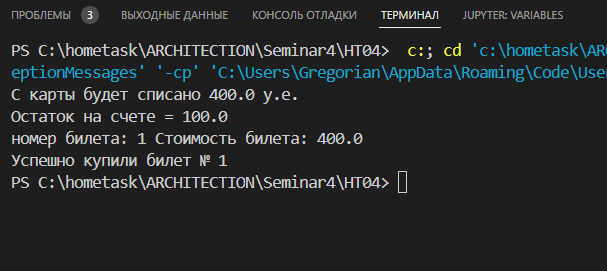 ПРОБЛЕМЫ 3 ВЫХОДНЫЕ ДАННЫЕ КОНСОЛЬ ОТЛАДКИ ТЕРМИНАЛ JUPYTER: VARIABLES
PS C:\hometask\ARCHITECTION\Seminar4\HT04> c:; cd 'c:\hometask\AR
eptionMessages' '-cp' 'C:\Users\Gregorian\AppData\Roaming\Code\Use
С карты будет списано 400.0 у.е.
Остаток на счете = 100.0
номер билета: 1 Стоимость билета: 400.0
Успешно купили билет № 1
PS C:\hometask\ARCHITECTION\Seminar4\HT04>